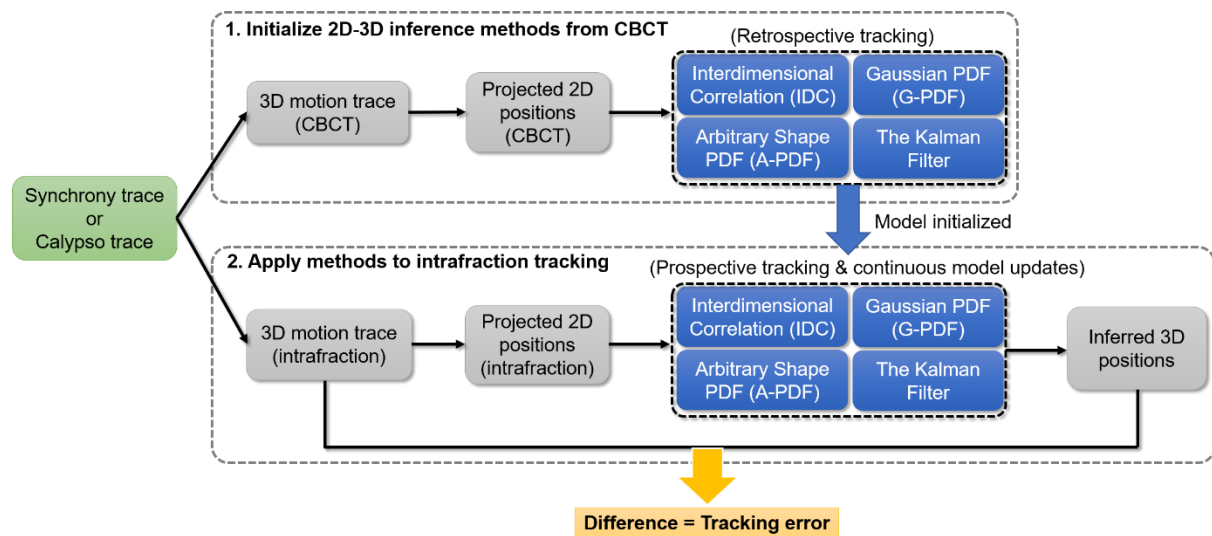 1. Initialize 2D-3D inference methods from CBCT
(Retrospective tracking)
3D motion trace
(CBCT)
Projected 2D
positions
(CBCT)
Interdimensional
Correlation (IDC)
Gaussian PDF
(G-PDF)
Arbitrary Shape
PDF (A-PDF)
The Kalman
Filter
Synchrony trace
or
Calypso trace
Model initialized
2. Apply methods to intrafraction tracking
(Prospective tracking & continuous model updates)
3D motion trace
(intrafraction)
Projected 2D
positions
(intrafraction)
Interdimensional
Correlation (IDC)
Gaussian PDF
(G-PDF)
Arbitrary Shape
PDF (A-PDF)
The Kalman
Filter
Inferred 3D
positions
Difference = Tracking error